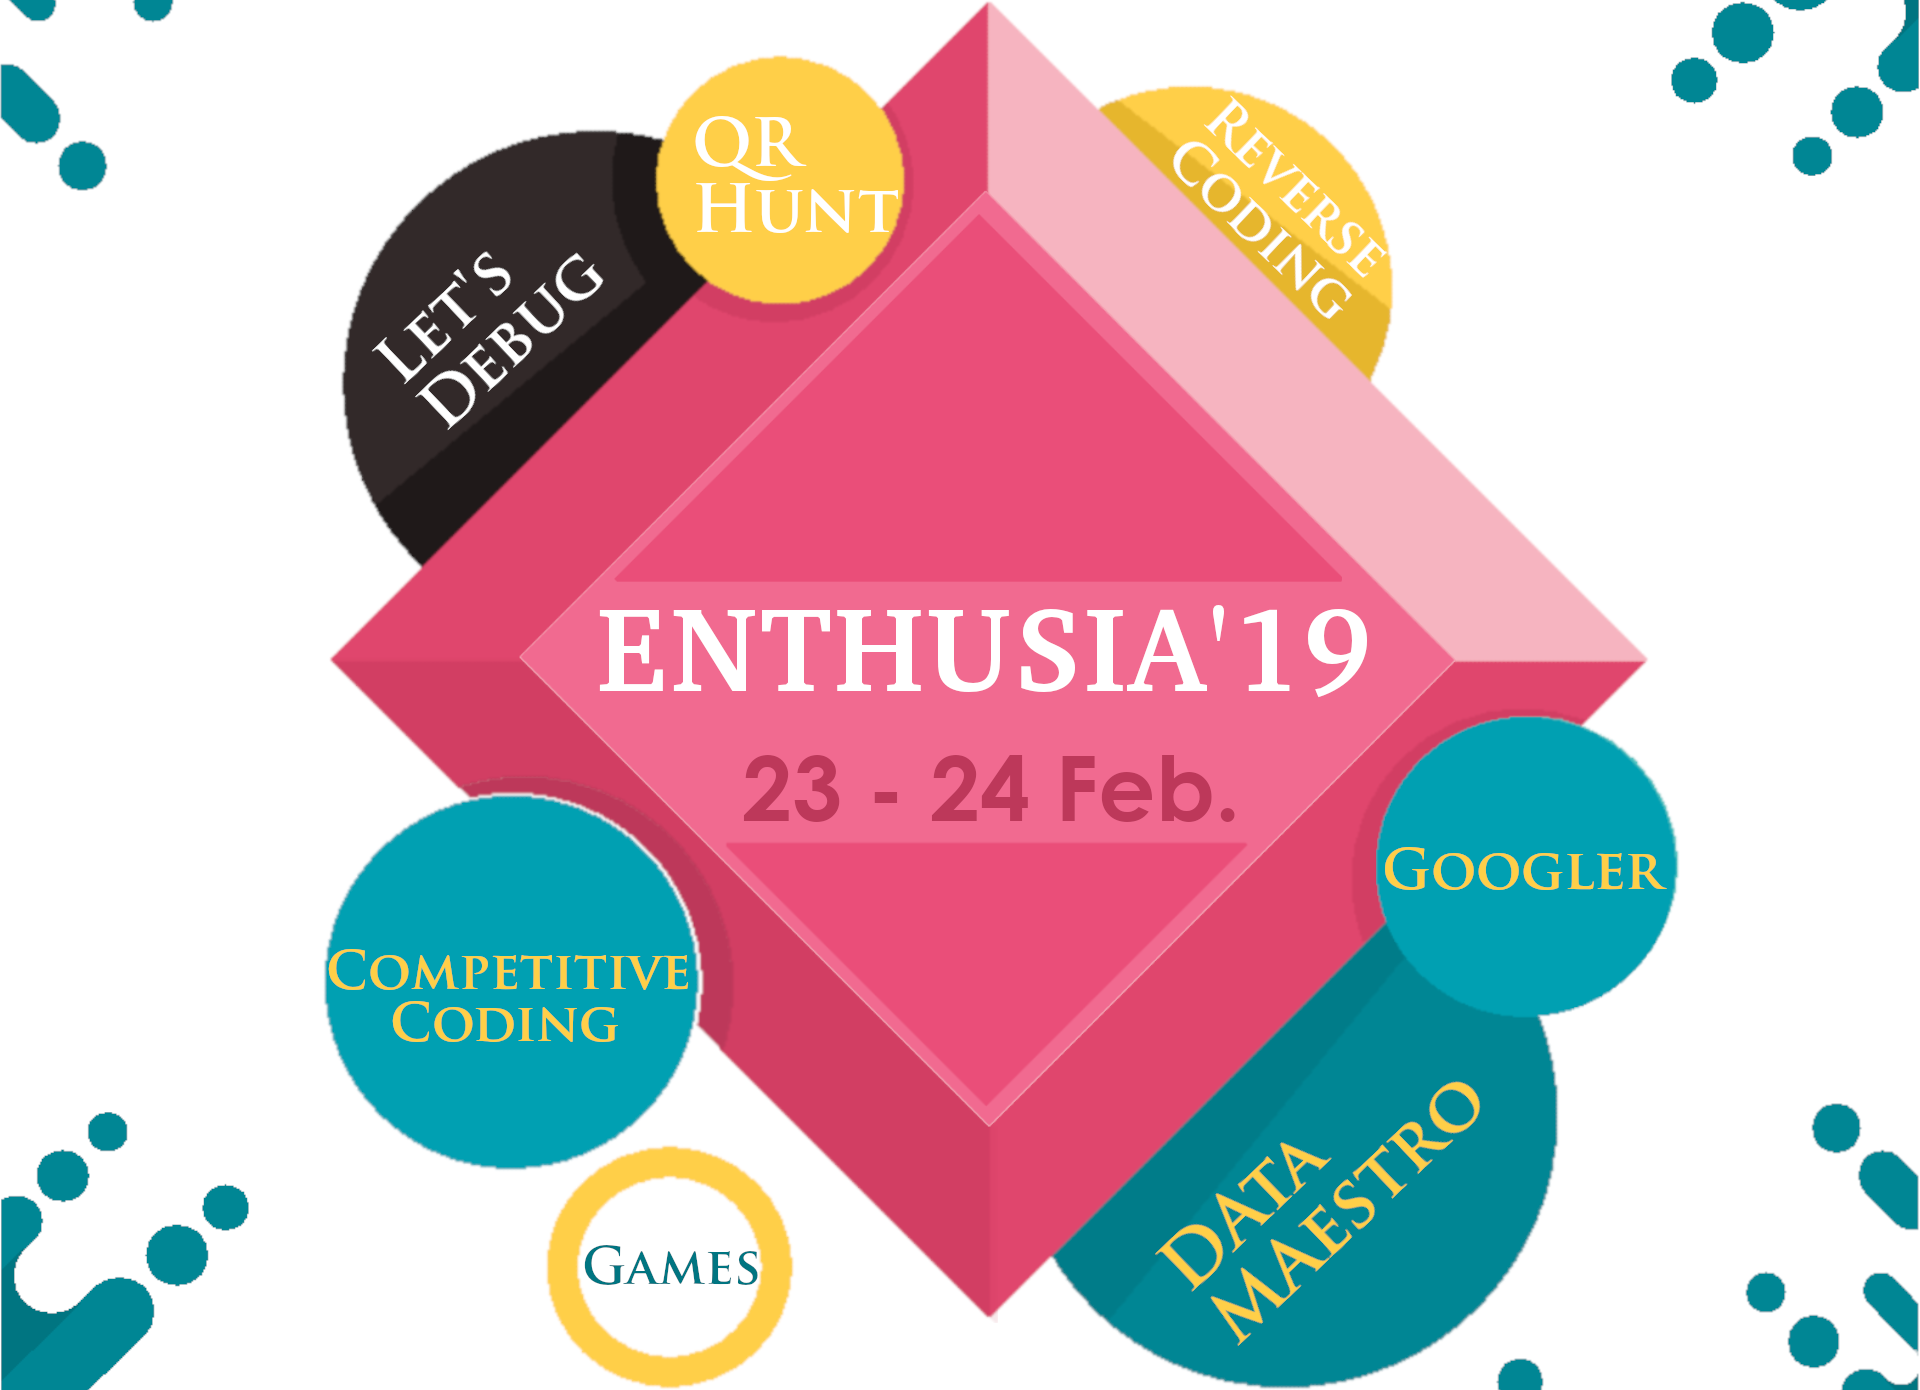 QR
HUNT
REVERSE
CODING
LET'S
DEBUG
ENTHUSIA'19
23 - 24 Feb.
GOOGLER
COMPETITIVE
CODING
DATA
MAESTRO
GAMES